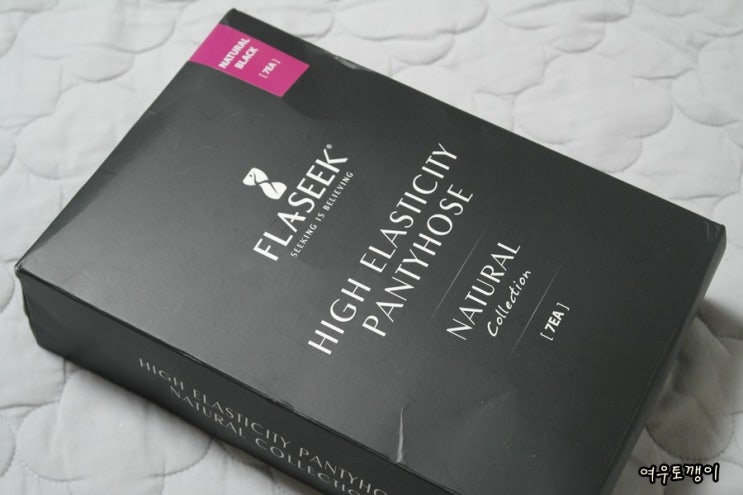 NATURAL
BLACK
[ 7EA ]
FLASEEK®
SEEKING IS BELIEVING
HIGH ELASTICITY
PANTYHOSE
NATURAL
Collection
[ 7EA ]
HIGH ELASTICITY PANTYHO
NATURAL COLLECTION
여우토깽이